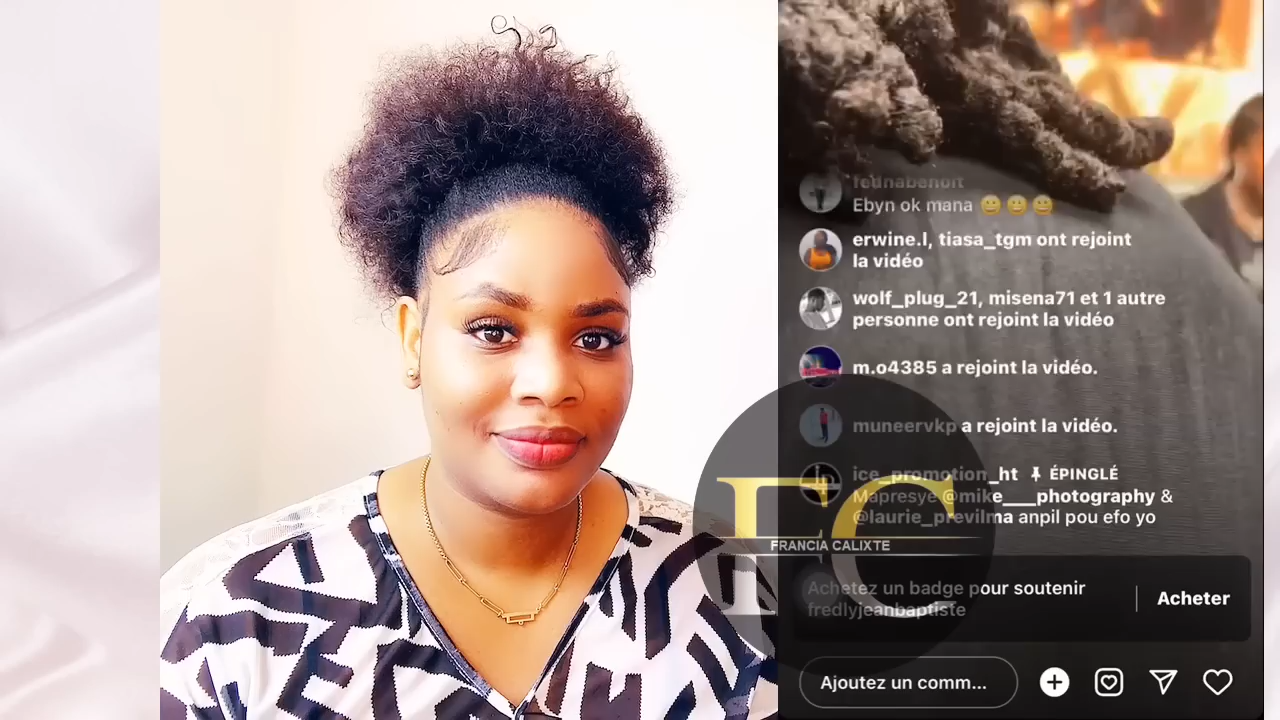 fednabenoit
Ebyn ok mana 😀 😀 😀
erwine.l, tiasa_tgm ont rejoint
la vidéo
wolf_plug_21, misena71 et 1 autre
personne ont rejoint la vidéo
m.o4385 a rejoint la vidéo.
muneervkp a rejoint la vidéo.
ice_promotion_ht ÉPINGLÉ
Mapresye @mike___photography &
@laurie_previlma anpil pou efo yo
FC
FRANCIA CALIXTE
Achetez un badge pour soutenir
fredlyjeanbaptiste
Acheter
Ajoutez un comm...